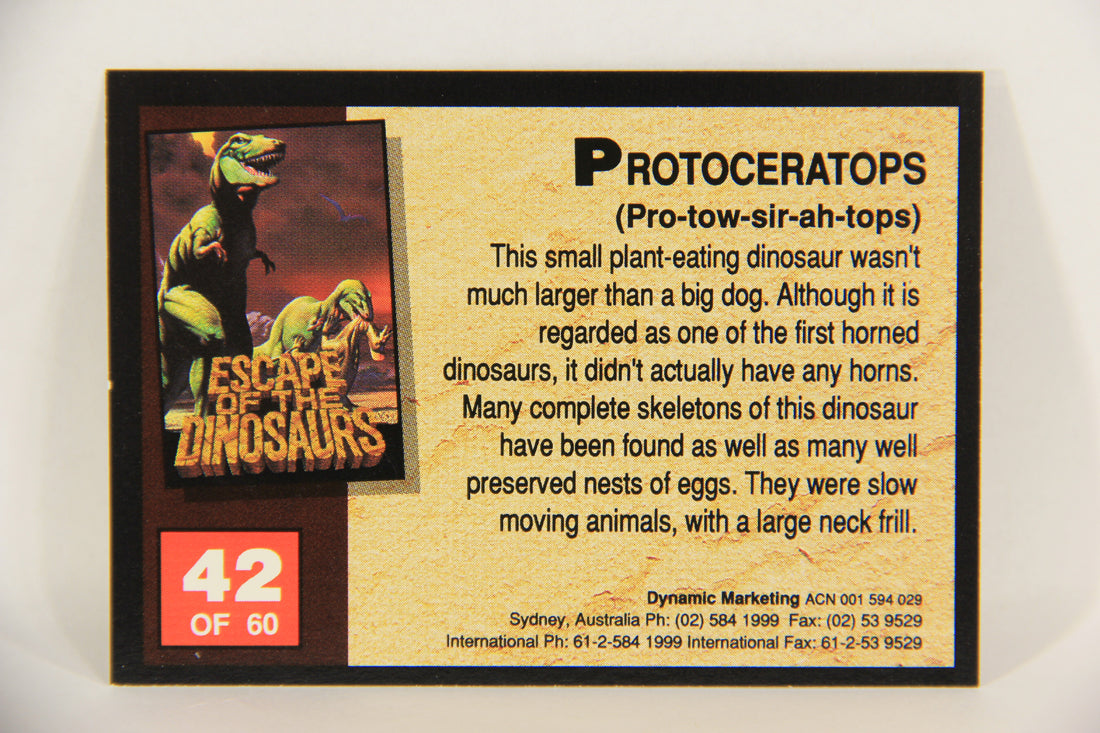 PROTOCERATOPS
(Pro-tow-sir-ah-tops)
This small plant-eating dinosaur wasn't
much larger than a big dog. Although it is
regarded as one of the first horned
dinosaurs, it didn't actually have any horns.
Many complete skeletons of this dinosaur
have been found as well as many well
preserved nests of eggs. They were slow
moving animals, with a large neck frill.
ESCAPE
OF THE
DINOSAURS
42
OF 60
Dynamic Marketing ACN 001 594 029
Sydney, Australia Ph: (02) 584 1999 Fax: (02) 53 9529
International Ph: 61-2-584 1999 International Fax: 61-2-53 9529